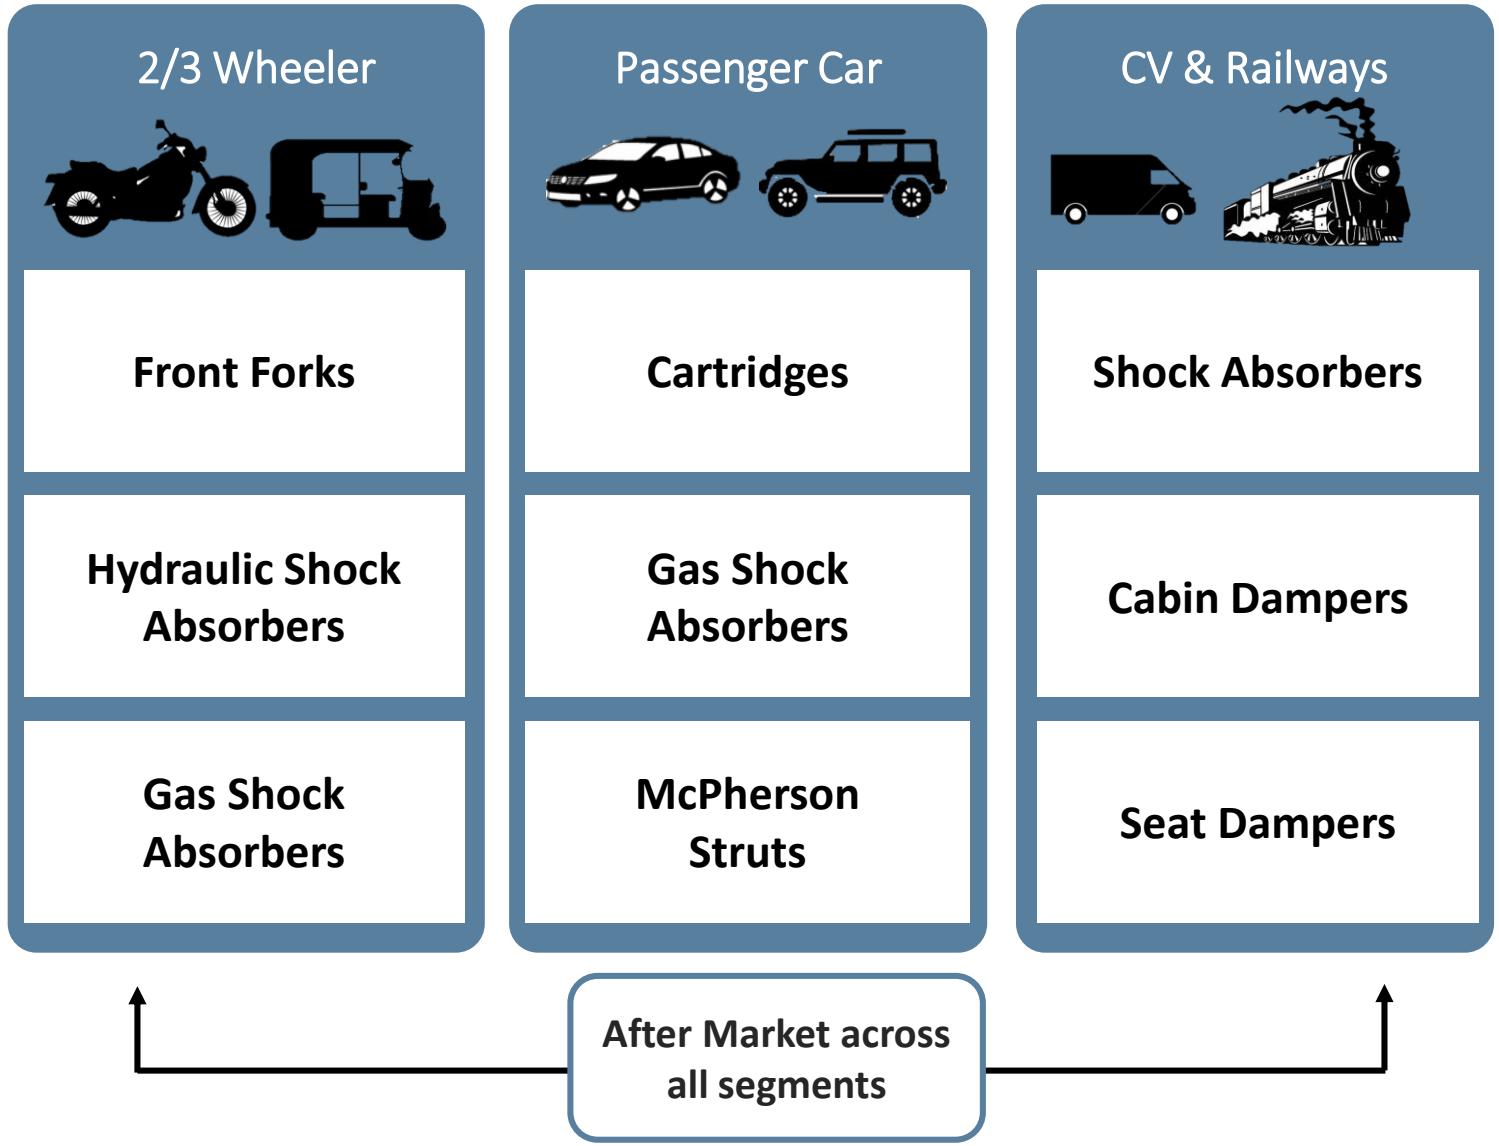 2/3 Wheeler
Front Forks
Hydraulic Shock
Absorbers
Gas Shock
Absorbers
Passenger Car
Cartridges
Gas Shock
Absorbers
McPherson
Struts
CV & Railways
Shock Absorbers
Cabin Dampers
Seat Dampers
After Market across
all segments